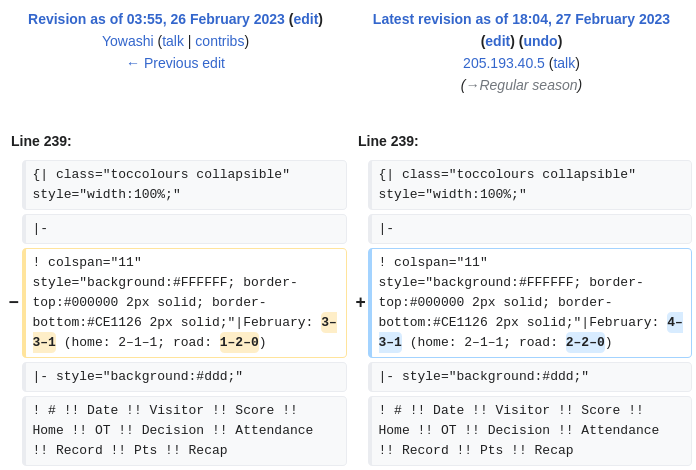 Revision as of 03:55, 26 February 2023 (edit)
Yowashi (talk | contribs)
← Previous edit
Latest revision as of 18:04, 27 February 2023
(edit) (undo)
205.193.40.5 (talk)
(→Regular season)
Line 239:
{| class="toccolours collapsible"
style="width:100%;"
|-
− ! colspan="11"
style="background:#FFFFFF; border-
top:#000000 2px solid; border-
bottom:#CE1126 2px solid;"|February: 3–
3–1 (home: 2–1–1; road: 1–2–0)
|- style="background:#ddd;"
! # !! Date !! Visitor !! Score !!
Home !! OT !! Decision !! Attendance
!! Record !! Pts !! Recap
Line 239:
{| class="toccolours collapsible"
style="width:100%;"
|-
+ ! colspan="11"
style="background:#FFFFFF; border-
top:#000000 2px solid; border-
bottom:#CE1126 2px solid;"|February: 4–
3–1 (home: 2–1–1; road: 2–2–0)
|- style="background:#ddd;"
! # !! Date !! Visitor !! Score !!
Home !! OT !! Decision !! Attendance
!! Record !! Pts !! Recap